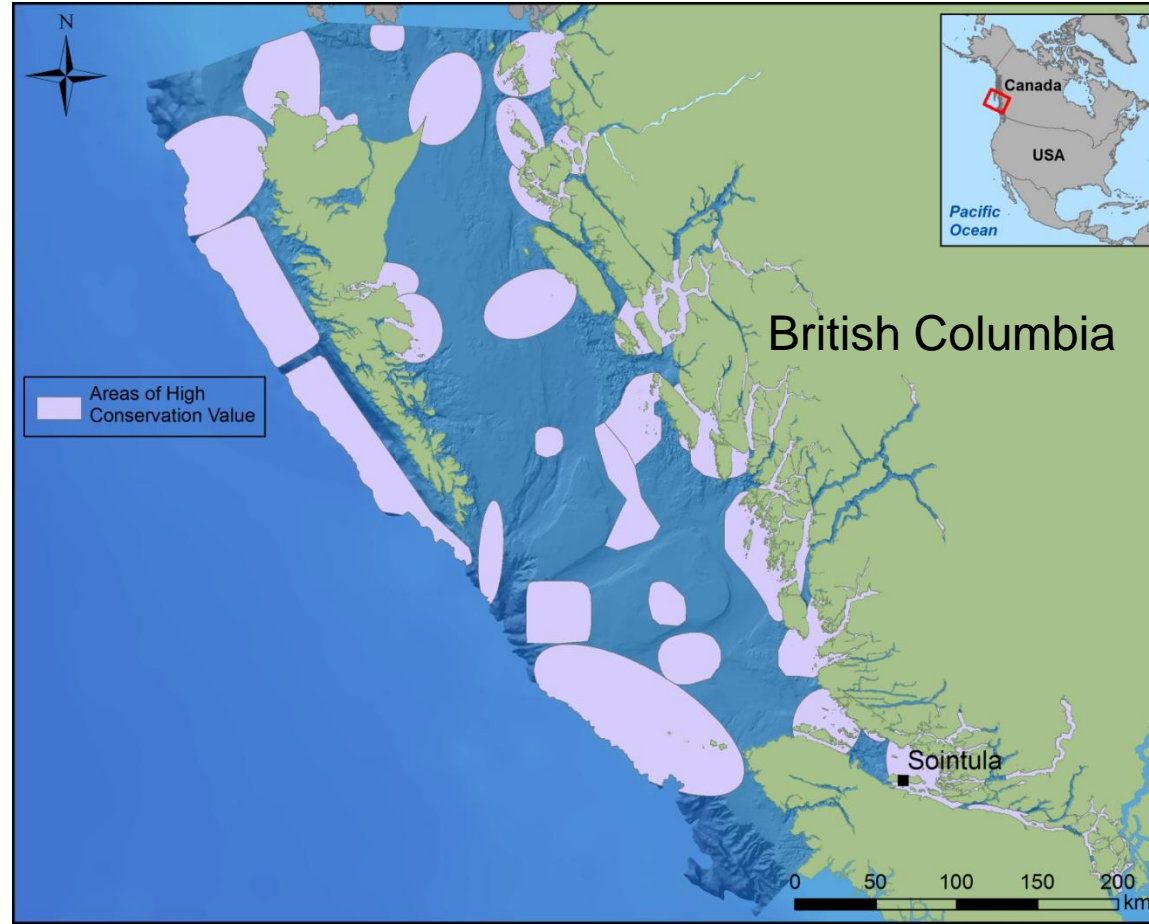 N
Canada
USA
Pacific
Ocean
British Columbia
Areas of High
Conservation Value
Sointula
0 50 100 150 200
km